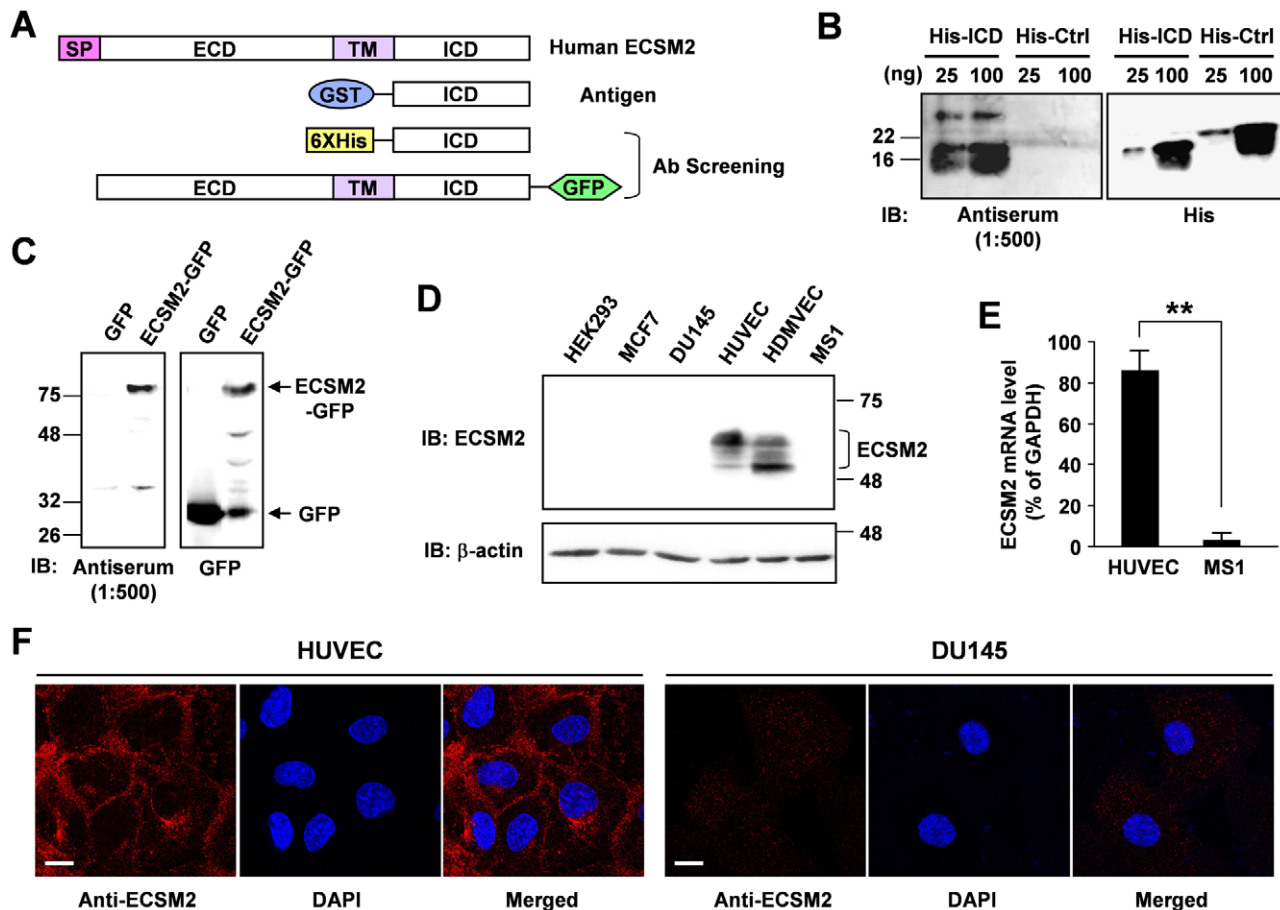 A
SP ECD TM ICD Human ECSM2
GST ICD Antigen
6XHis ICD
Ab Screening
ECD TM ICD GFP
B
His-ICD His-Ctrl His-ICD His-Ctrl
(ng) 25 100 25 100 25 100 25 100
22
16
IB: Antiserum (1:500) His
C
GFP ECSM2-GFP GFP ECSM2-GFP
75
48
32
26
ECSM2
-GFP
GFP
IB: Antiserum (1:500) GFP
D
HEK293 MCF7 DU145 HUVEC HDMVEC MS1
75
IB: ECSM2 ECSM2
48
48
IB: β-actin
E
**
ECSM2 mRNA level
(% of GAPDH)
100
80
60
40
20
0
HUVEC MS1
F
HUVEC DU145
Anti-ECSM2 DAPI Merged Anti-ECSM2 DAPI Merged